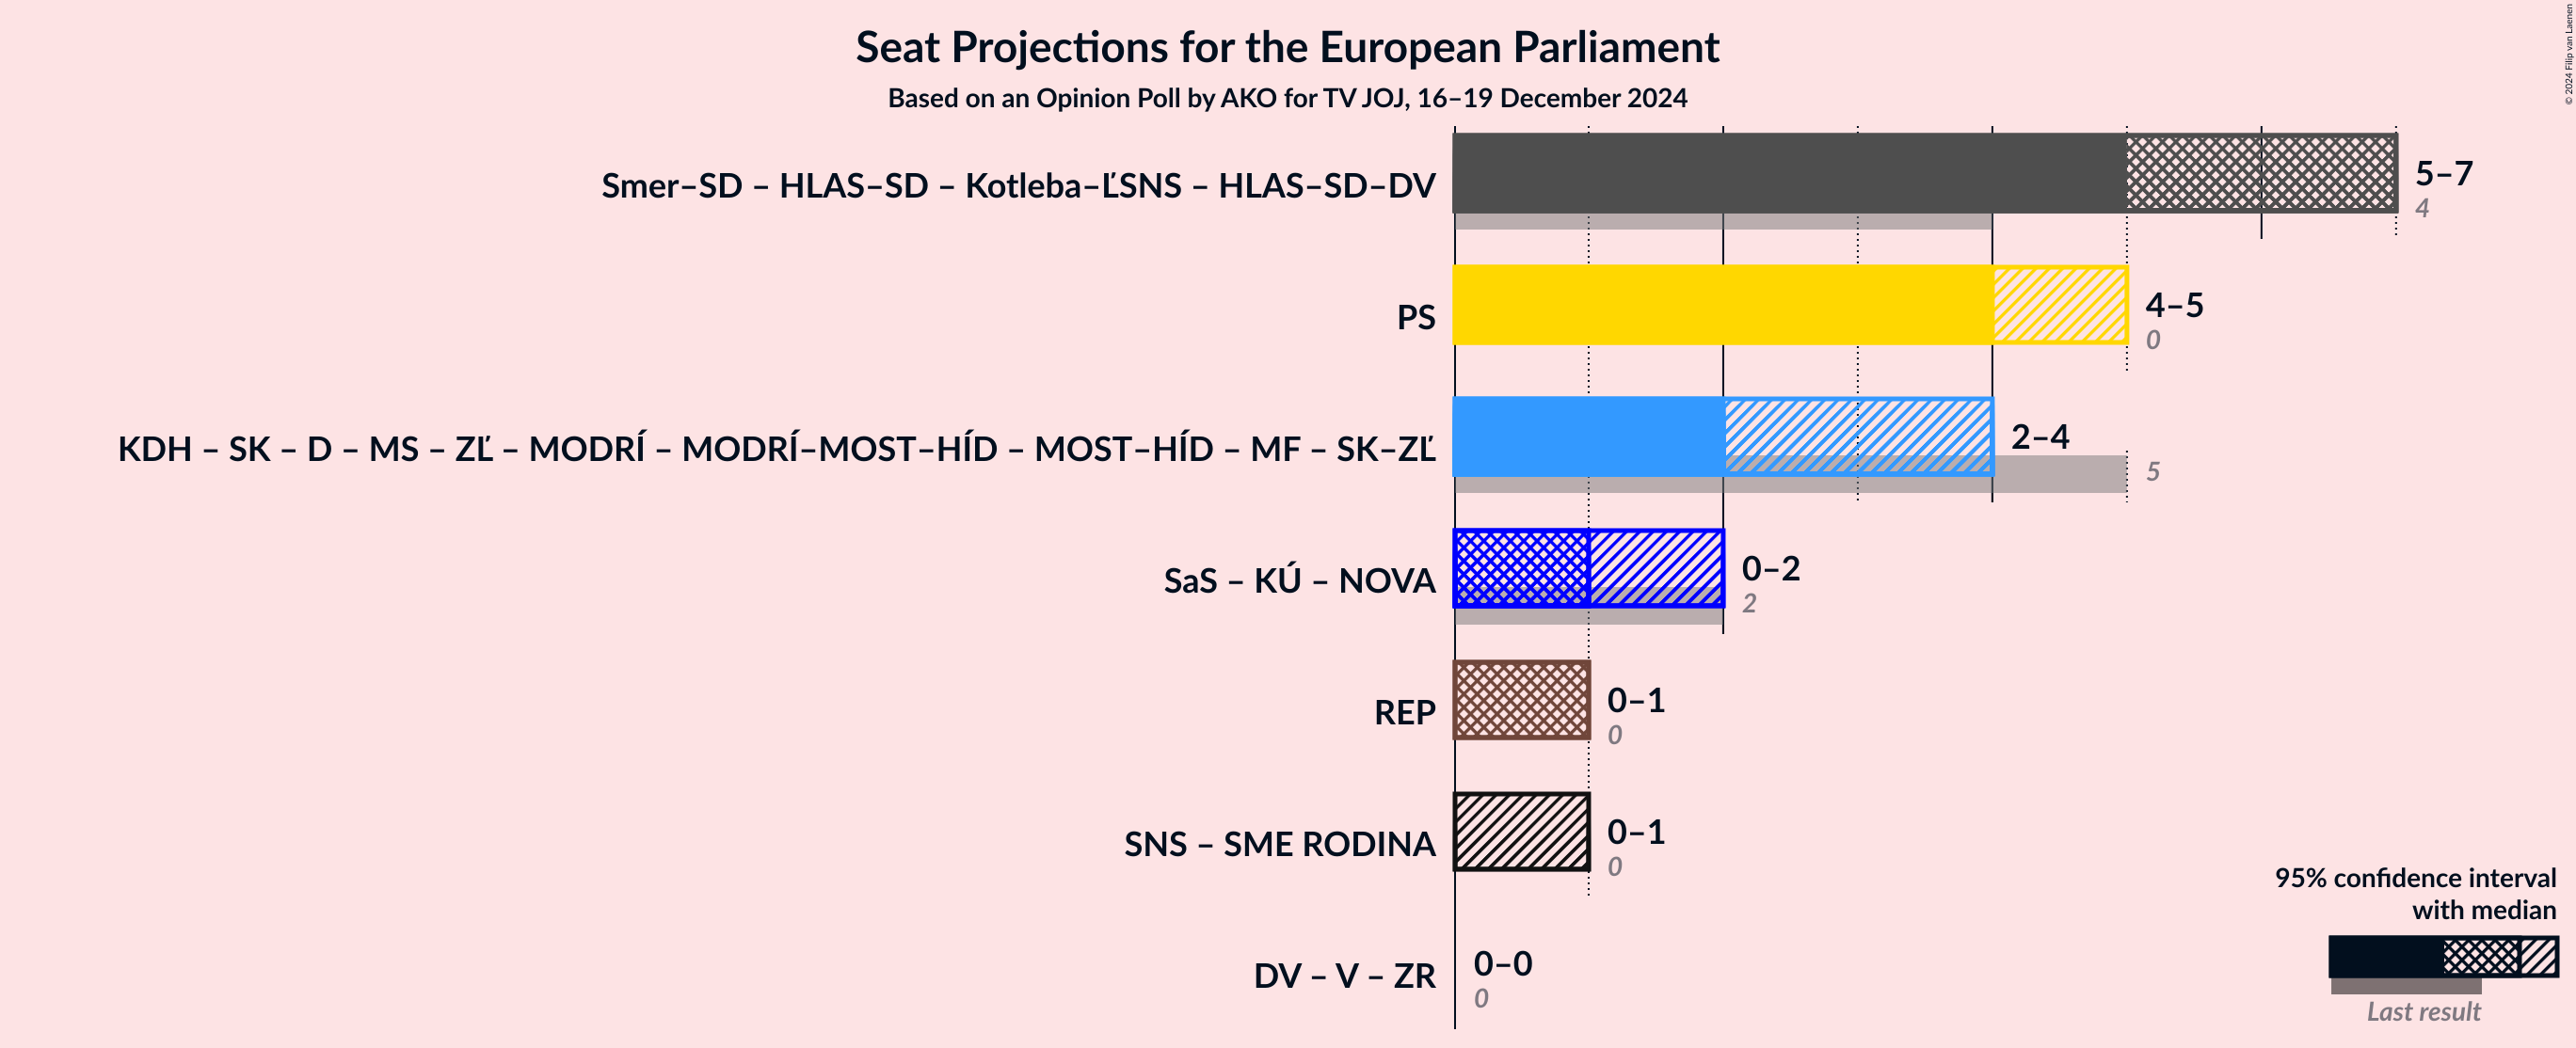 Seat Projections for the European Parliament
Based on an Opinion Poll by AKO for TV JOJ, 16–19 December 2024
© 2024 Filip van Laenen
Smer–SD – HLAS–SD – Kotleba–ĽSNS – HLAS–SD–DV
5–7
4
PS
4–5
0
KDH – SK – D – MS – ZĽ – MODRÍ – MODRÍ–MOST–HÍD – MOST–HÍD – MF – SK–ZĽ
2–4
5
SaS – KÚ – NOVA
0–2
2
REP
0–1
0
SNS – SME RODINA
0–1
0
DV – V – ZR
0–0
0
95% confidence interval
with median
Last result